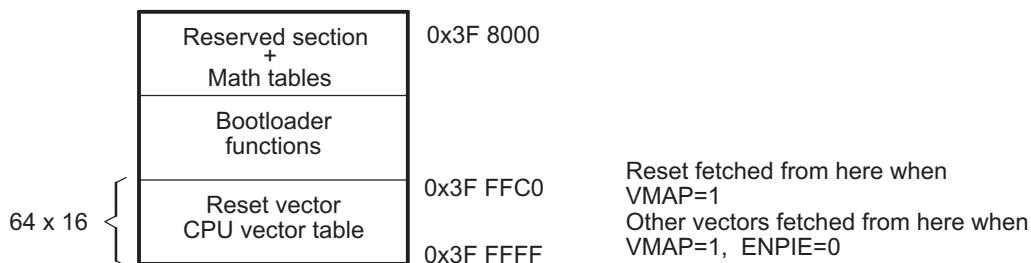 Reserved section
+
Math tables
0x3F 8000
Bootloader
functions
0x3F FFC0
64 x 16
Reset vector
CPU vector table
0x3F FFFF
Reset fetched from here when
VMAP=1
Other vectors fetched from here when
VMAP=1, ENPIE=0